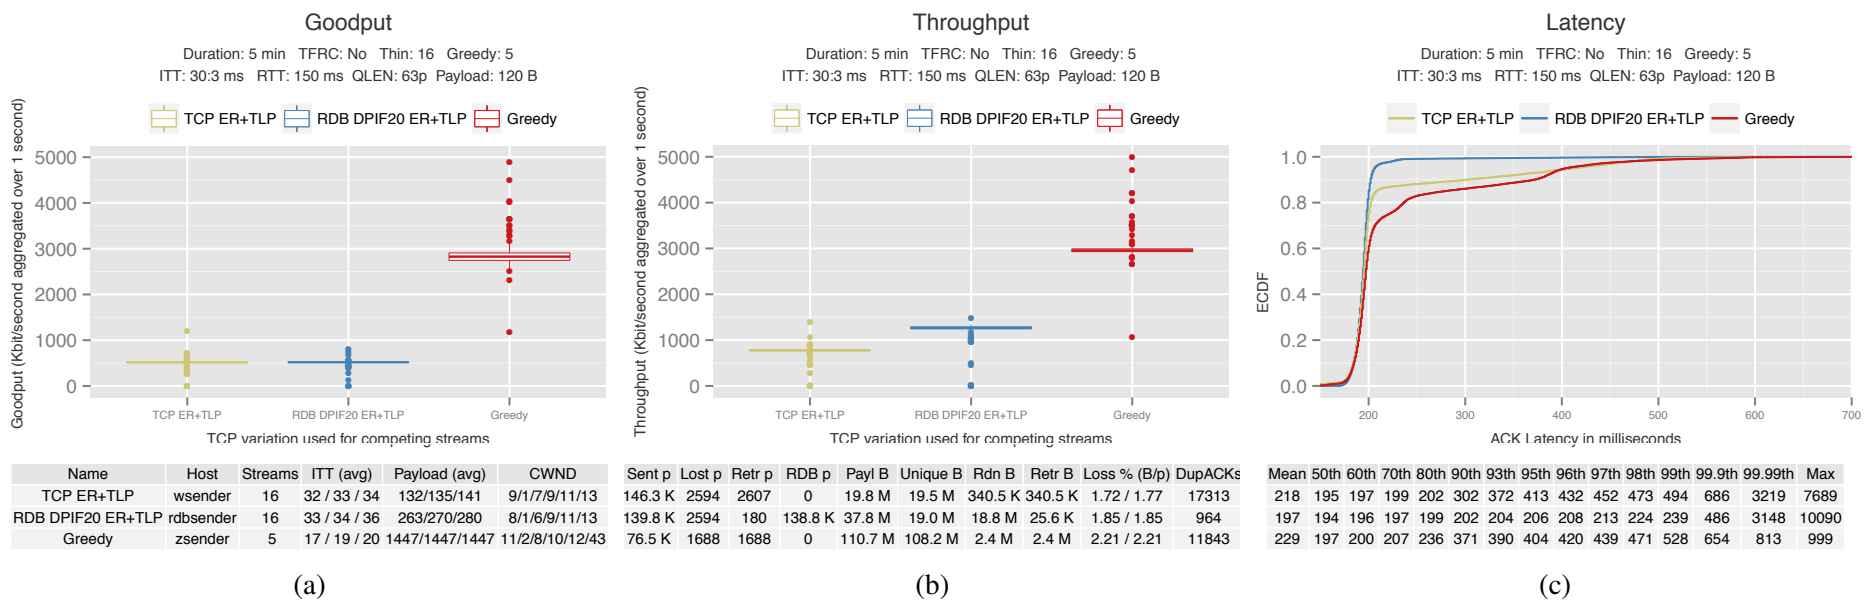 Goodput
Duration: 5 min TFRC: No Thin: 16 Greedy: 5
ITT: 30:3 ms RTT: 150 ms QLEN: 63p Payload: 120 B
TCP ER+TLP RDB DPIF20 ER+TLP Greedy
Goodput (Kbit/second aggregated over 1 second)
5000
4000
3000
2000
1000
0
TCP ER+TLP RDB DPIF20 ER+TLP Greedy
TCP variation used for competing streams
Name Host Streams ITT (avg) Payload (avg) CWND
TCP ER+TLP wsender 16 32 / 33 / 34 132/135/141 9/1/7/9/11/13
RDB DPIF20 ER+TLP rdbsender 16 33 / 34 / 36 263/270/280 8/1/6/9/11/13
Greedy zsender 5 17 / 19 / 20 1447/1447/1447 11/2/8/10/12/43
(a)
Throughput
Duration: 5 min TFRC: No Thin: 16 Greedy: 5
ITT: 30:3 ms RTT: 150 ms QLEN: 63p Payload: 120 B
TCP ER+TLP RDB DPIF20 ER+TLP Greedy
Throughput (Kbit/second aggregated over 1 second)
5000
4000
3000
2000
1000
0
TCP ER+TLP RDB DPIF20 ER+TLP Greedy
TCP variation used for competing streams
Sent p Lost p Retr p RDB p Payl B Unique B Rdn B Retr B Loss % (B/p) DupACKs
146.3 K 2594 2607 0 19.8 M 19.5 M 340.5 K 340.5 K 1.72 / 1.77 17313
139.8 K 2594 180 138.8 K 37.8 M 19.0 M 18.8 M 25.6 K 1.85 / 1.85 964
76.5 K 1688 1688 0 110.7 M 108.2 M 2.4 M 2.4 M 2.21 / 2.21 11843
(b)
Latency
Duration: 5 min TFRC: No Thin: 16 Greedy: 5
ITT: 30:3 ms RTT: 150 ms QLEN: 63p Payload: 120 B
TCP ER+TLP RDB DPIF20 ER+TLP Greedy
ECDF
1.0
0.8
0.6
0.4
0.2
0.0
200 300 400 500 600 700
ACK Latency in milliseconds
Mean 50th 60th 70th 80th 90th 93th 95th 96th 97th 98th 99th 99.9th 99.99th Max
218 195 197 199 202 302 372 413 432 452 473 494 686 3219 7689
197 194 196 197 199 202 204 206 208 213 224 239 486 3148 10090
229 197 200 207 236 371 390 404 420 439 471 528 654 813 999
(c)